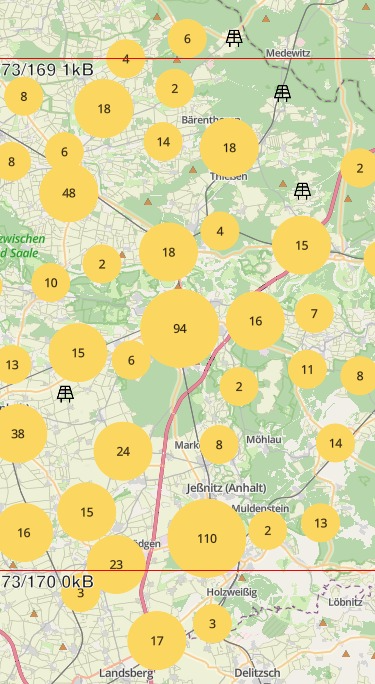 6
Medewitz
4
73/169 1kB
2
8
18
Bärentho
14
18
6
8
2
Thießen
48
4
zwischen
d Saale
18
15
2
10
7
16
94
15
6
13
11
8
2
38
14
8
Mark
Möhlau
24
Jeßnitz (Anhalt)
15
Muldenstein
13
2
16
110
ödgen
23
73/170 0kB
3
Holzweißig
Löbnitz
3
17
Landsberg
Delitzsch